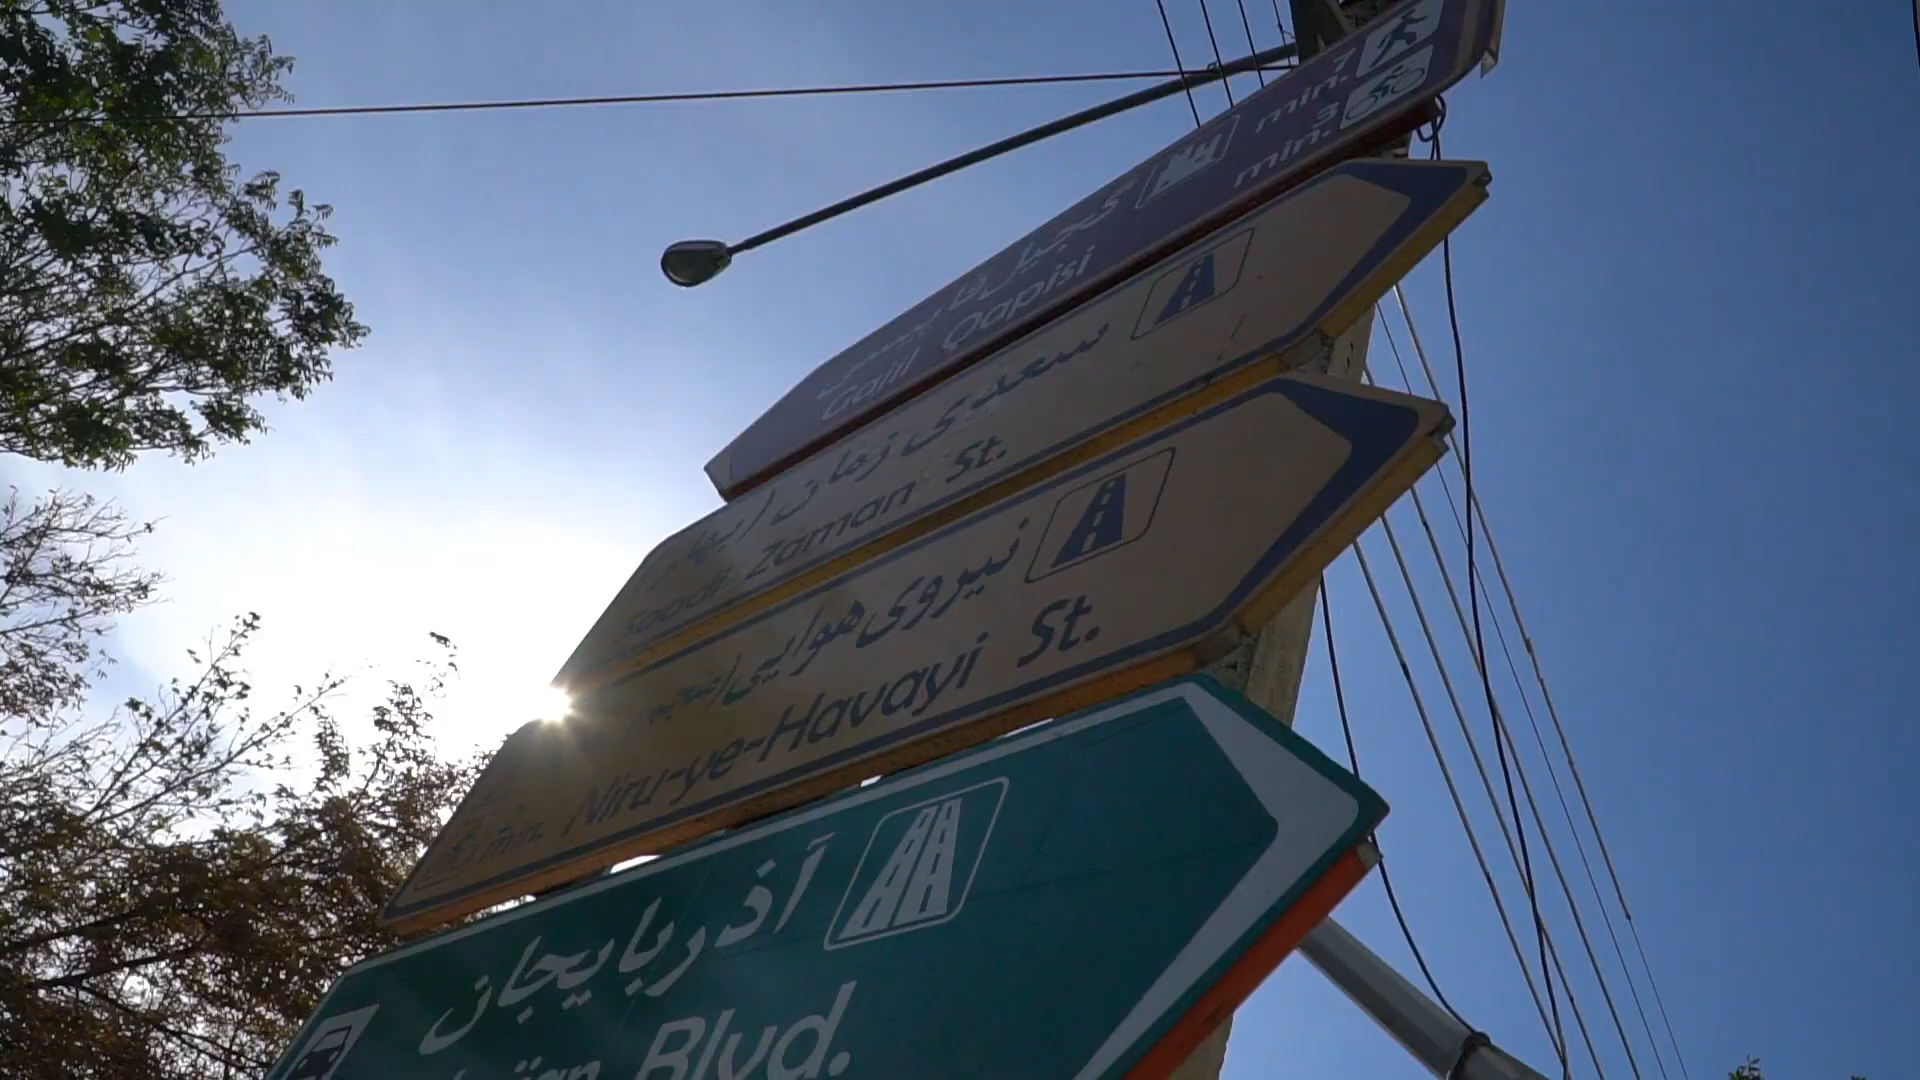 7
min.
3
min.
گجیل قاپیسی
Gajil Qapisi
سعدی زمان
Saadi Zaman St.
نیروی هوایی
Niru-ye-Havayi St.
min.
آذربایجان
Blvd.